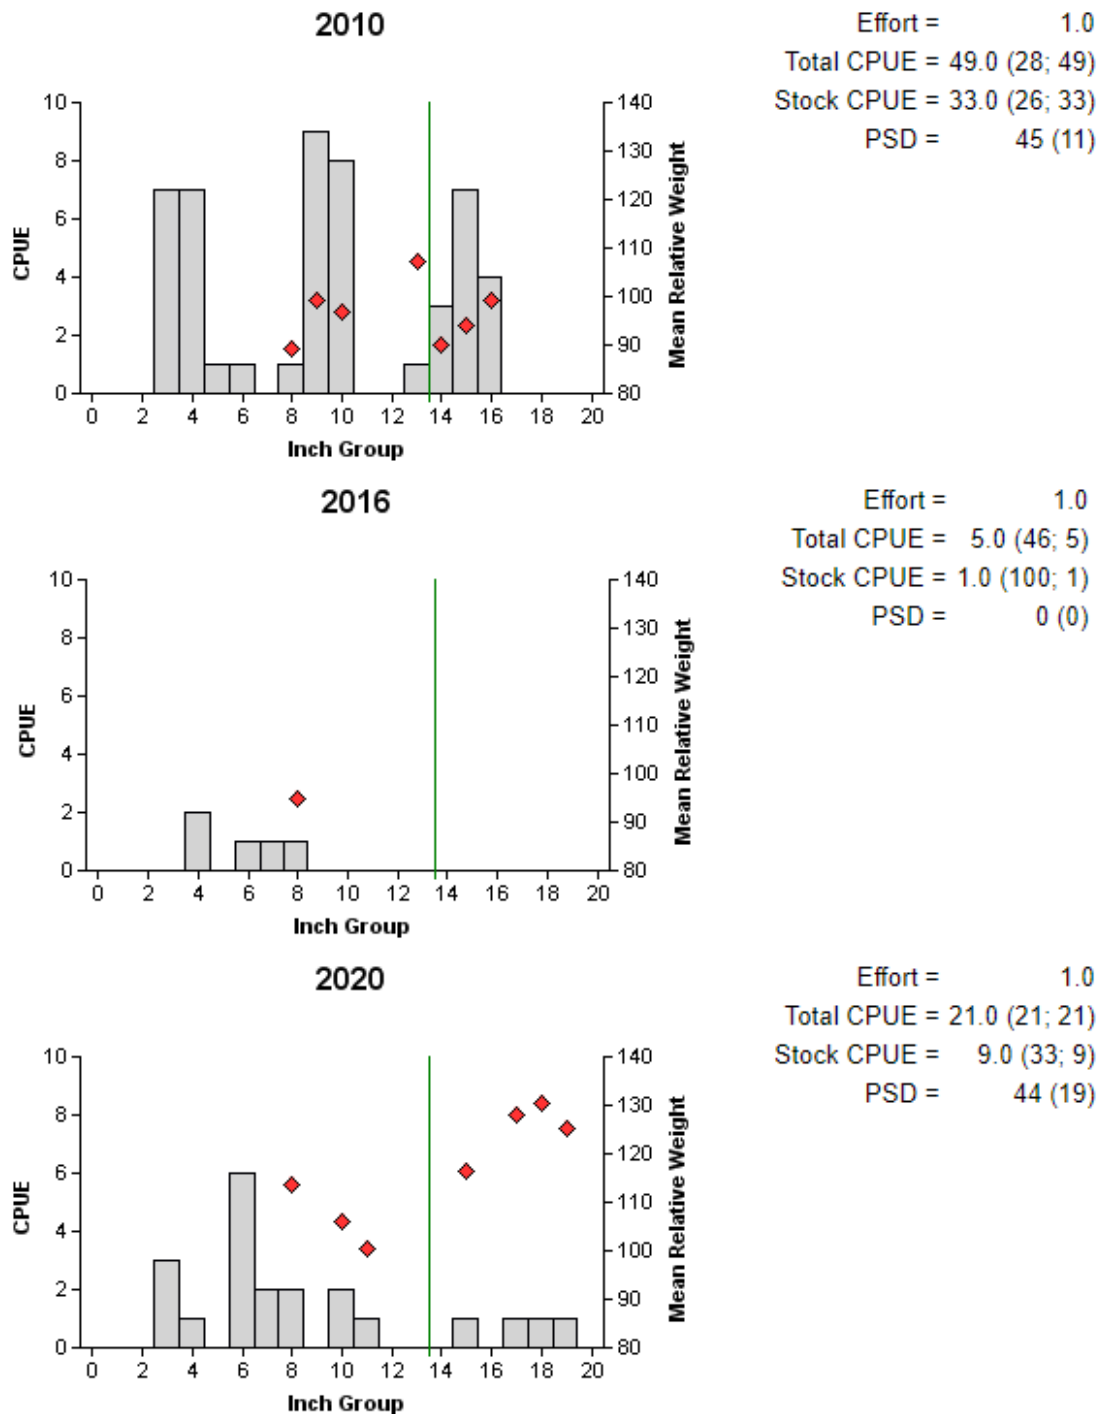 2010
Effort = 1.0
Total CPUE = 49.0 (28; 49)
Stock CPUE = 33.0 (26; 33)
PSD = 45 (11)
10 8 6 4 2 0
CPUE
140 130 120 110 100 90 80
Mean Relative Weight
0 2 4 6 8 10 12 14 16 18 20
Inch Group
2016
Effort = 1.0
Total CPUE = 5.0 (46; 5)
Stock CPUE = 1.0 (100; 1)
PSD = 0 (0)
10 8 6 4 2 0
CPUE
140 130 120 110 100 90 80
Mean Relative Weight
0 2 4 6 8 10 12 14 16 18 20
Inch Group
2020
Effort = 1.0
Total CPUE = 21.0 (21; 21)
Stock CPUE = 9.0 (33; 9)
PSD = 44 (19)
10 8 6 4 2 0
CPUE
140 130 120 110 100 90 80
Mean Relative Weight
0 2 4 6 8 10 12 14 16 18 20
Inch Group